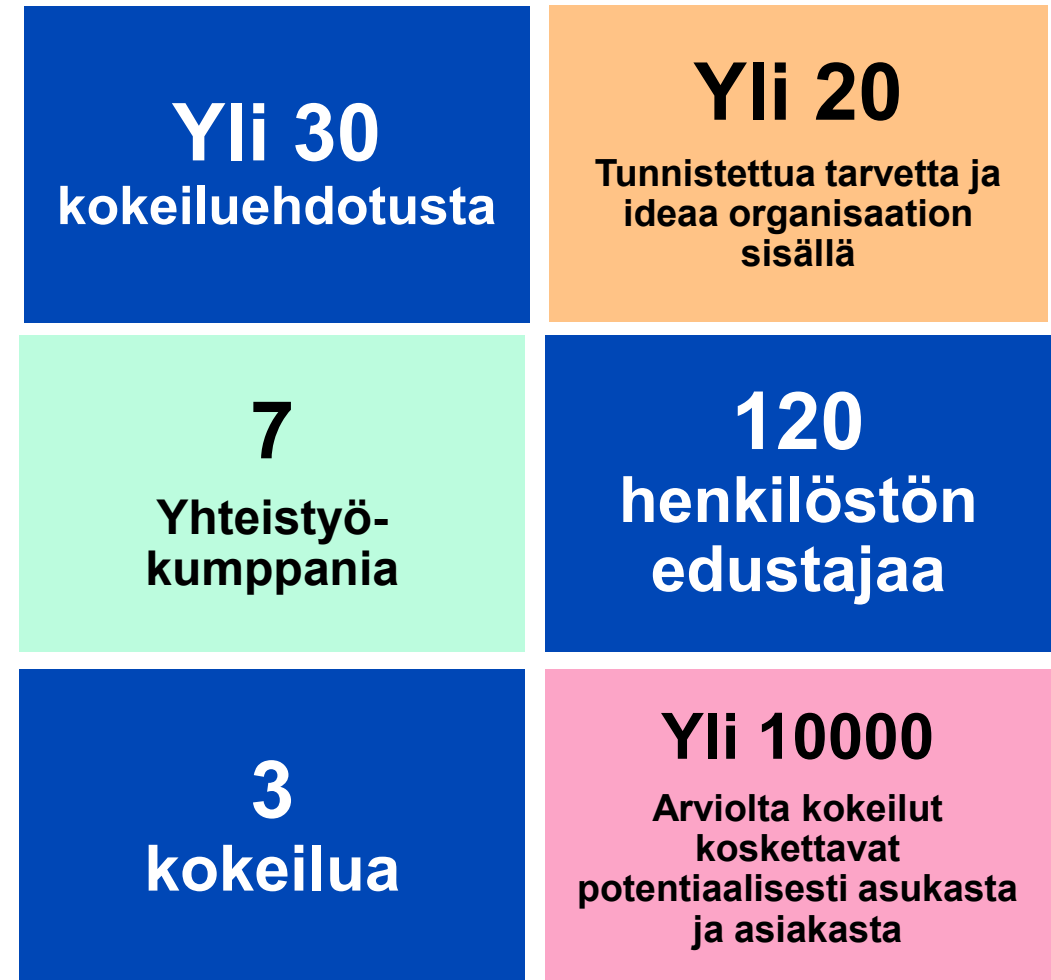 Yli 30
kokeiluehdotusta
Yli 20
Tunnistettua tarvetta ja
ideaa organisaation
sisällä
7
Yhteistyö-
kumppania
120
henkilöstön
edustajaa
3
kokeilua
Yli 10000
Arviolta kokeilut
koskettavat
potentiaalisesti asukasta
ja asiakasta